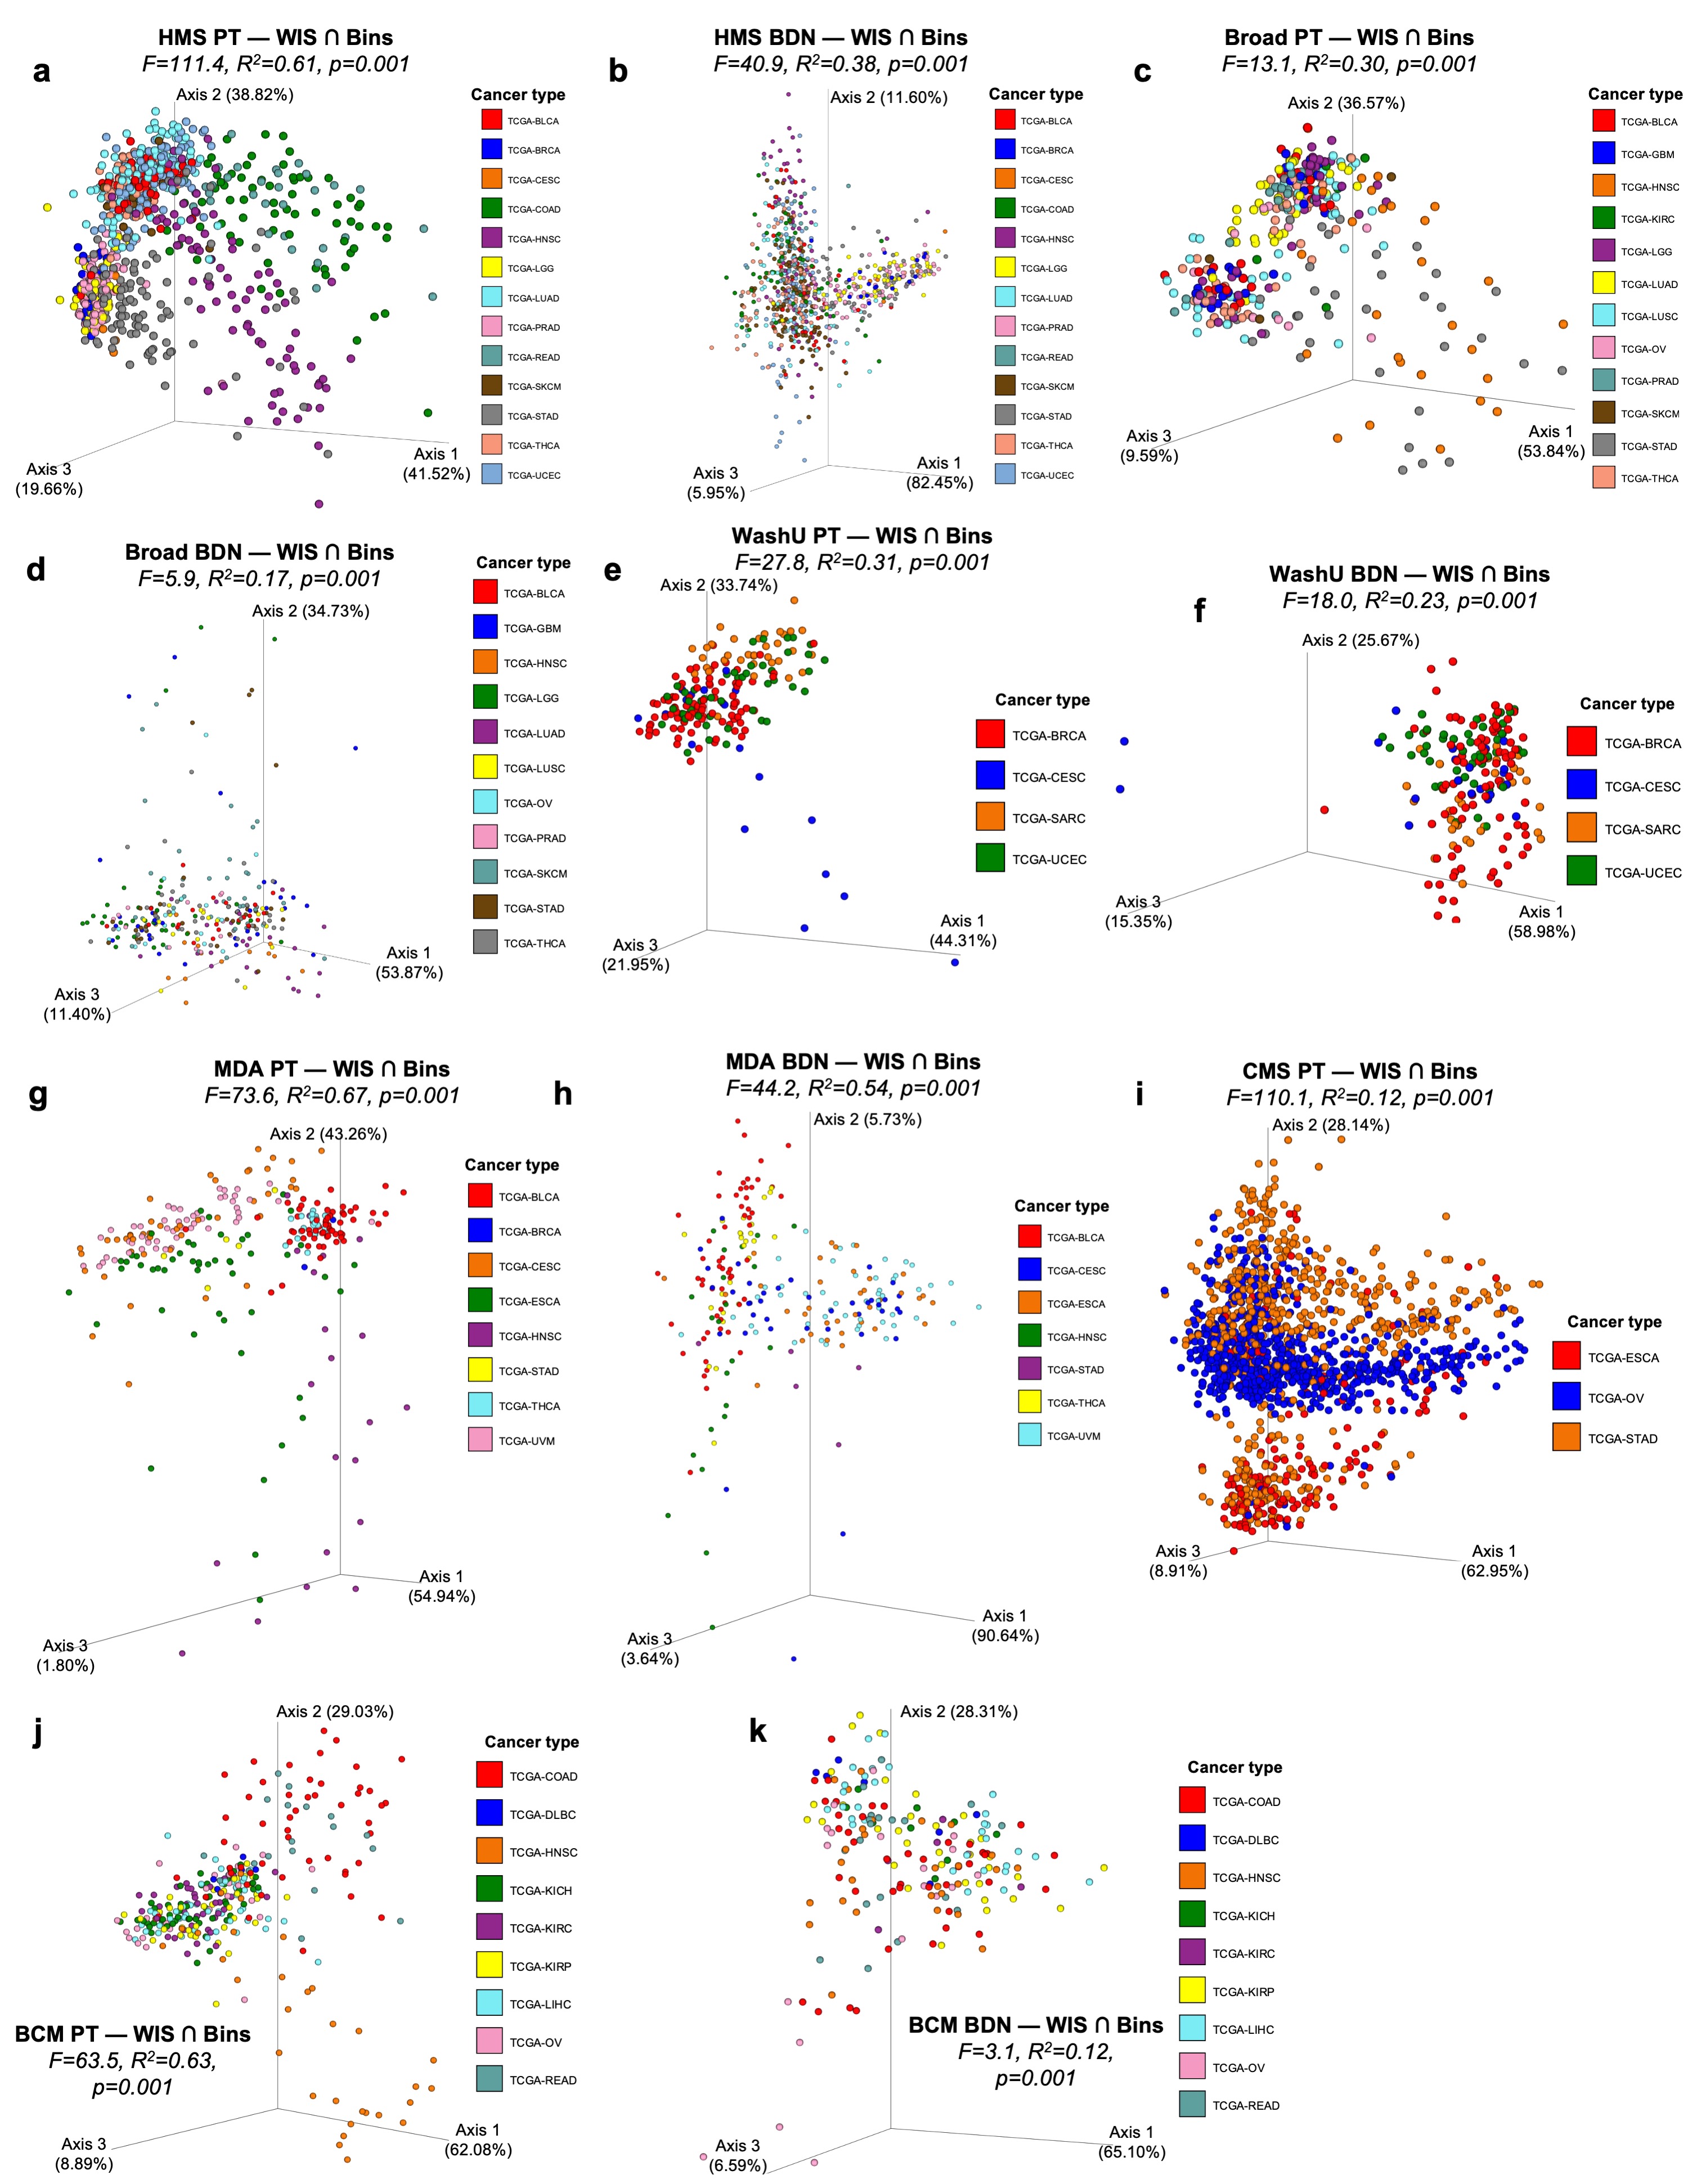 a
HMS PT — WIS ∩ Bins
F=111.4, R²=0.61, p=0.001
Axis 2 (38.82%)
Axis 3
(19.66%)
Axis 1
(41.52%)
Cancer type
TCGA-BLCA
TCGA-BRCA
TCGA-CESC
TCGA-COAD
TCGA-HNSC
TCGA-LGG
TCGA-LUAD
TCGA-PRAD
TCGA-READ
TCGA-SKCM
TCGA-STAD
TCGA-THCA
TCGA-UCEC
b
HMS BDN — WIS ∩ Bins
F=40.9, R²=0.38, p=0.001
Axis 2 (11.60%)
Axis 3
(5.95%)
Axis 1
(82.45%)
Cancer type
TCGA-BLCA
TCGA-BRCA
TCGA-CESC
TCGA-COAD
TCGA-HNSC
TCGA-LGG
TCGA-LUAD
TCGA-PRAD
TCGA-READ
TCGA-SKCM
TCGA-STAD
TCGA-THCA
TCGA-UCEC
c
Broad PT — WIS ∩ Bins
F=13.1, R²=0.30, p=0.001
Axis 2 (36.57%)
Axis 3
(9.59%)
Axis 1
(53.84%)
Cancer type
TCGA-BLCA
TCGA-GBM
TCGA-HNSC
TCGA-KIRC
TCGA-LGG
TCGA-LUAD
TCGA-LUSC
TCGA-OV
TCGA-PRAD
TCGA-SKCM
TCGA-STAD
TCGA-THCA
d
Broad BDN — WIS ∩ Bins
F=5.9, R²=0.17, p=0.001
Axis 2 (34.73%)
Axis 1
(53.87%)
Axis 3
(11.40%)
Cancer type
TCGA-BLCA
TCGA-GBM
TCGA-HNSC
TCGA-LGG
TCGA-LUAD
TCGA-LUSC
TCGA-OV
TCGA-PRAD
TCGA-SKCM
TCGA-STAD
TCGA-THCA
e
WashU PT — WIS ∩ Bins
F=27.8, R²=0.31, p=0.001
Axis 2 (33.74%)
Axis 3
(21.95%)
Axis 1
(44.31%)
Cancer type
TCGA-BRCA
TCGA-CESC
TCGA-SARC
TCGA-UCEC
f
WashU BDN — WIS ∩ Bins
F=18.0, R²=0.23, p=0.001
Axis 2 (25.67%)
Axis 3
(15.35%)
Axis 1
(58.98%)
Cancer type
TCGA-BRCA
TCGA-CESC
TCGA-SARC
TCGA-UCEC
g
MDA PT — WIS ∩ Bins
F=73.6, R²=0.67, p=0.001
Axis 2 (43.26%)
Axis 1
(54.94%)
Axis 3
(1.80%)
Cancer type
TCGA-BLCA
TCGA-BRCA
TCGA-CESC
TCGA-ESCA
TCGA-HNSC
TCGA-STAD
TCGA-THCA
TCGA-UVM
h
MDA BDN — WIS ∩ Bins
F=44.2, R²=0.54, p=0.001
Axis 2 (5.73%)
Axis 3
(3.64%)
Axis 1
(90.64%)
Cancer type
TCGA-BLCA
TCGA-CESC
TCGA-ESCA
TCGA-HNSC
TCGA-STAD
TCGA-THCA
TCGA-UVM
i
CMS PT — WIS ∩ Bins
F=110.1, R²=0.12, p=0.001
Axis 2 (28.14%)
Axis 3
(8.91%)
Axis 1
(62.95%)
Cancer type
TCGA-ESCA
TCGA-OV
TCGA-STAD
j
Axis 2 (29.03%)
BCM PT — WIS ∩ Bins
F=63.5, R²=0.63,
p=0.001
Axis 3
(8.89%)
Axis 1
(62.08%)
Cancer type
TCGA-COAD
TCGA-DLBC
TCGA-HNSC
TCGA-KICH
TCGA-KIRC
TCGA-KIRP
TCGA-LIHC
TCGA-OV
TCGA-READ
k
Axis 2 (28.31%)
BCM BDN — WIS ∩ Bins
F=3.1, R²=0.12,
p=0.001
Axis 3
(6.59%)
Axis 1
(65.10%)
Cancer type
TCGA-COAD
TCGA-DLBC
TCGA-HNSC
TCGA-KICH
TCGA-KIRC
TCGA-KIRP
TCGA-LIHC
TCGA-OV
TCGA-READ